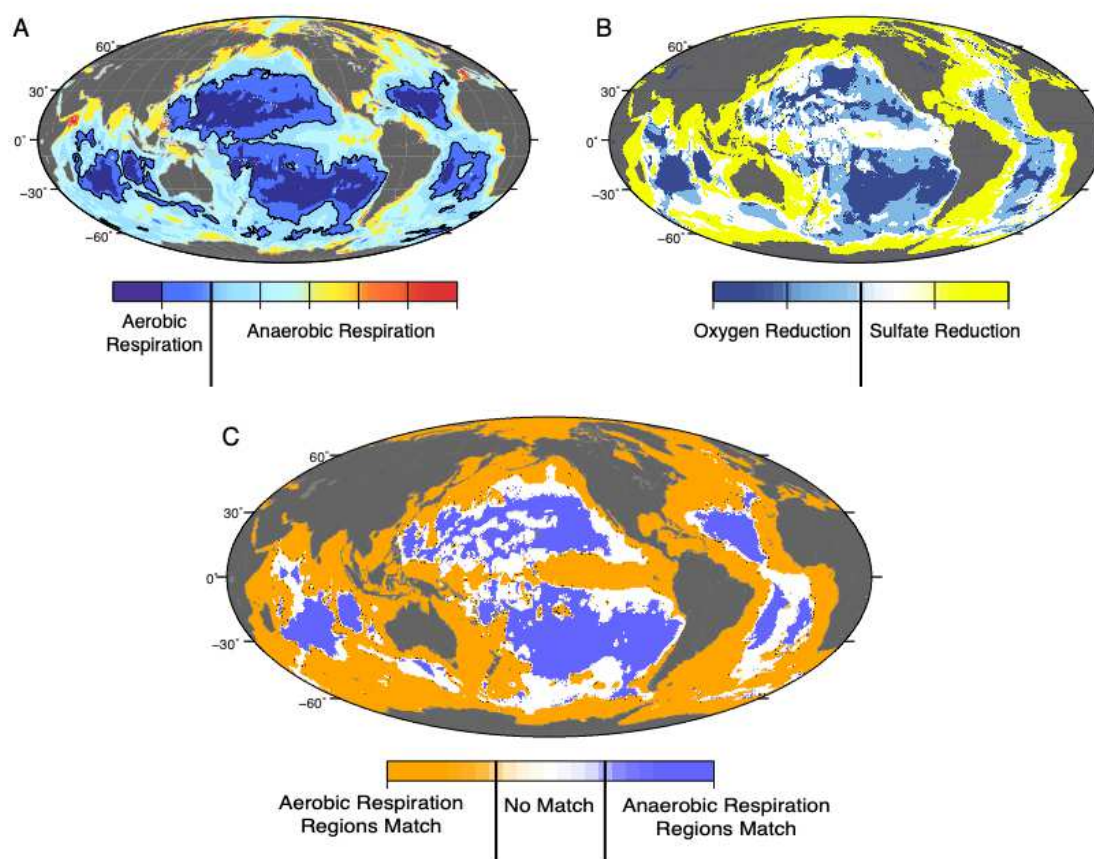 A
60°
30°
0°
−30°
−60°
Aerobic
Respiration
Anaerobic Respiration
B
60°
30°
0°
−30°
−60°
Oxygen Reduction
Sulfate Reduction
C
60°
30°
0°
−30°
−60°
Aerobic Respiration
Regions Match
No Match
Anaerobic Respiration
Regions Match